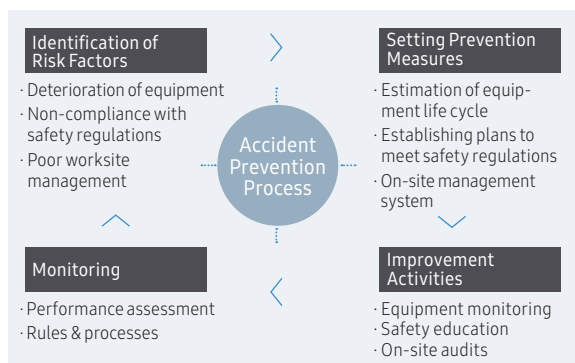 Identification of
Risk Factors
· Deterioration of equipment
· Non-compliance with
safety regulations
· Poor worksite
management
Setting Prevention
Measures
· Estimation of equip-
ment life cycle
· Establishing plans to
meet safety regulations
· On-site management
system
Accident
Prevention
Process
Monitoring
· Performance assessment
· Rules & processes
Improvement
Activities
· Equipment monitoring
· Safety education
· On-site audits